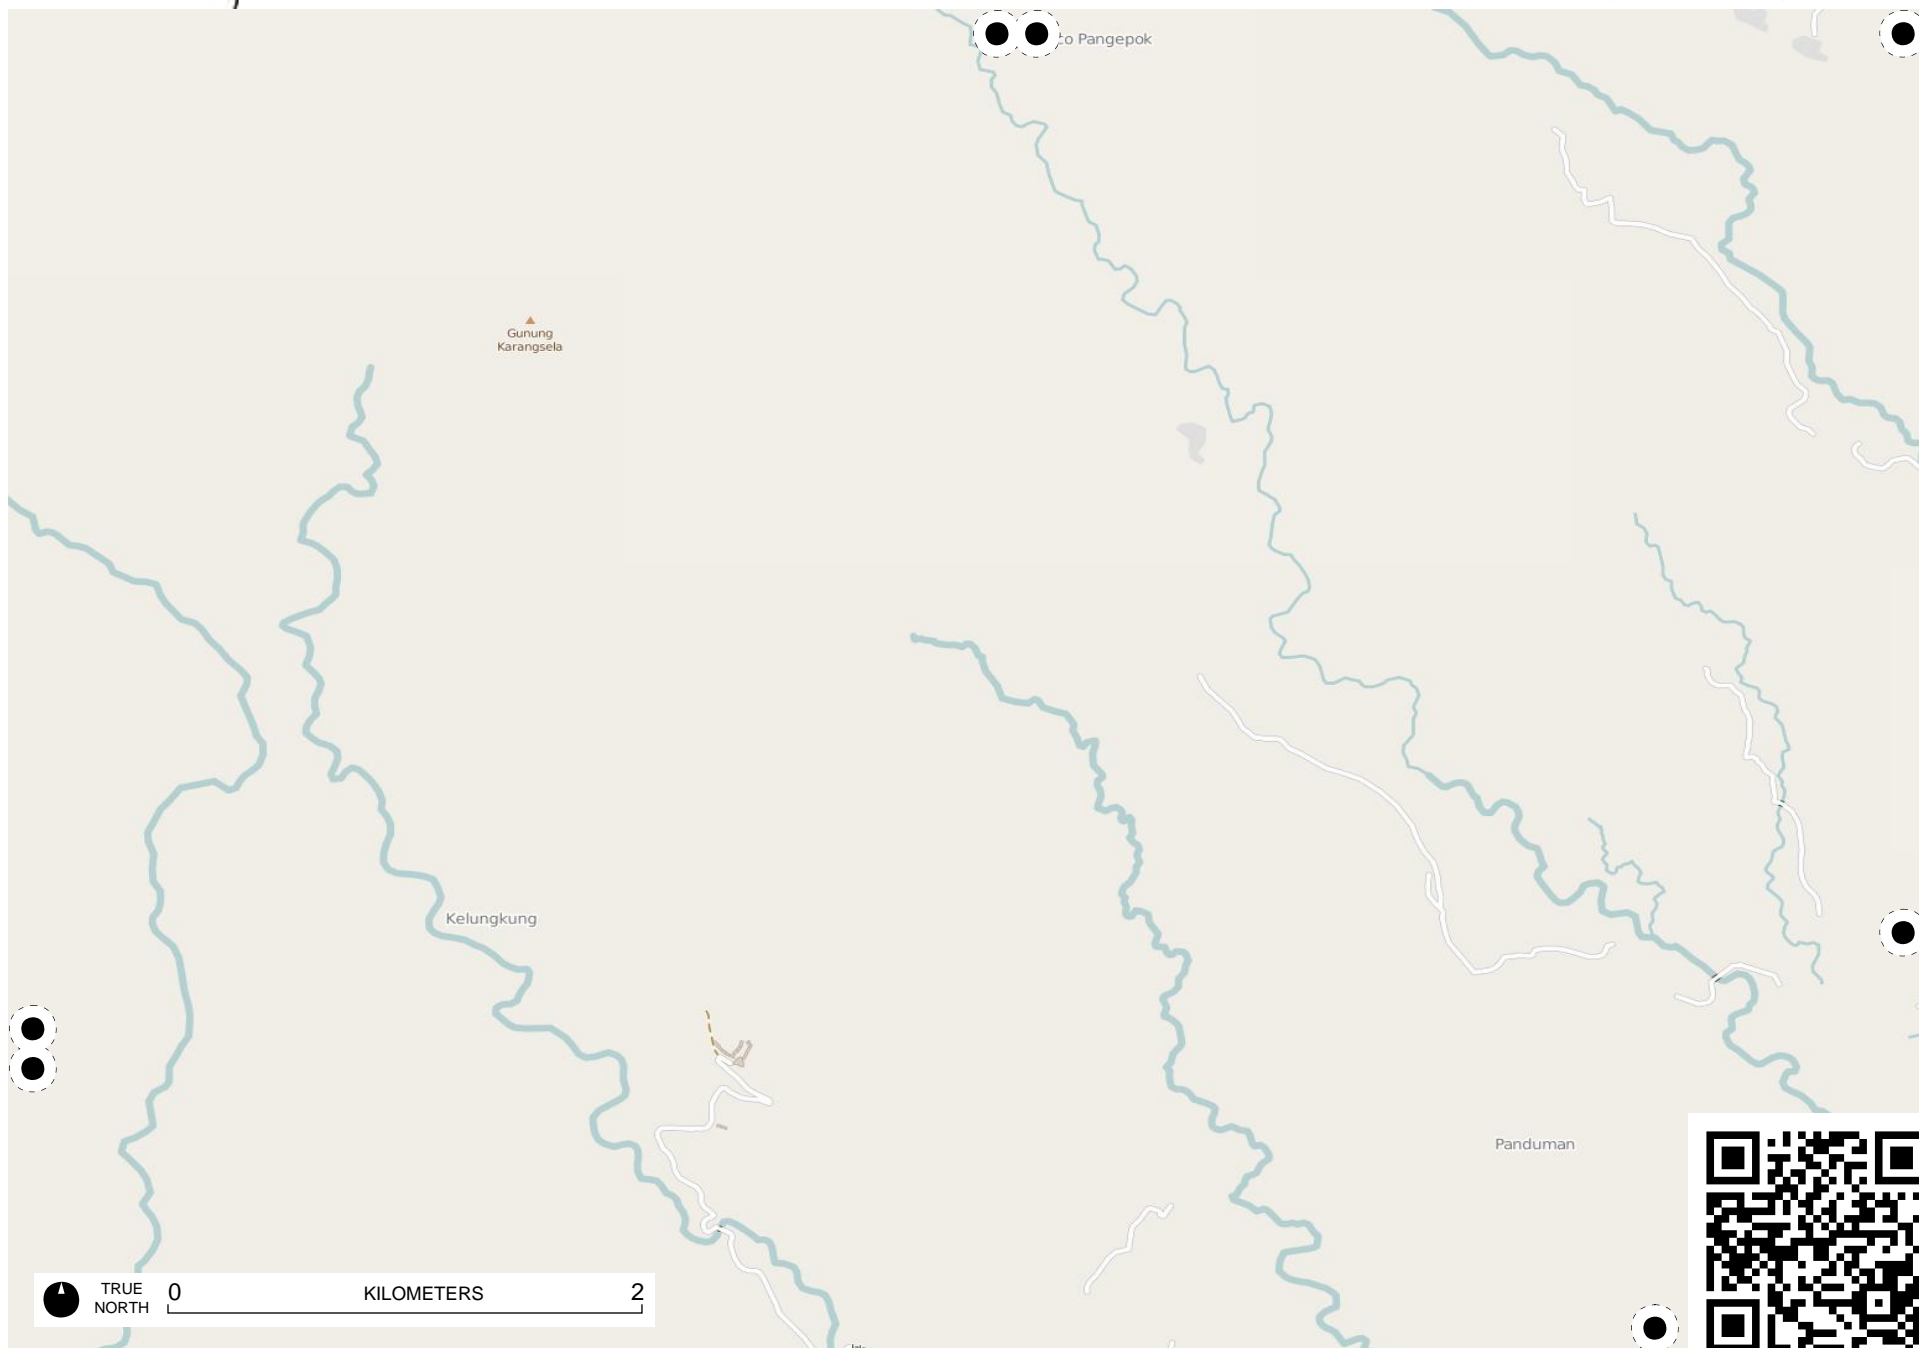 Pangepok
Gunung
Karangsela
Kelungkung
Panduman
TRUE
NORTH
0 KILOMETERS 2